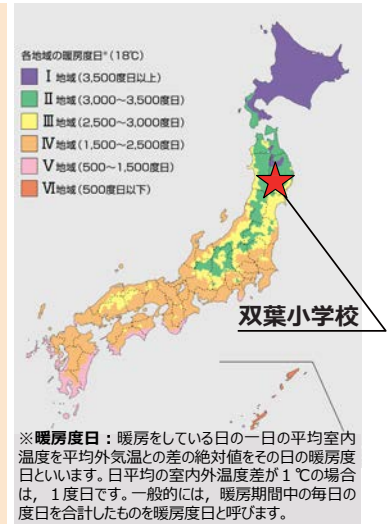 各地域の暖房度日*(18℃)
Ⅰ 地域(3,500度日以上)
Ⅱ 地域(3,000~3,500度日)
Ⅲ 地域(2,500~3,000度日)
Ⅳ 地域(1,500~2,500度日)
Ⅴ 地域(500~1,500度日)
Ⅵ 地域(500度日以下)
双葉小学校
※暖房度日:暖房をしている日の一日の平均室内
温度を平均外気温との差の絶対値をその日の暖房度
日といいます。日平均の室内外温度差が1℃の場合
は,1度日です。一般的には,暖房期間中の毎日の
度日を合計したものを暖房度日と呼びます。